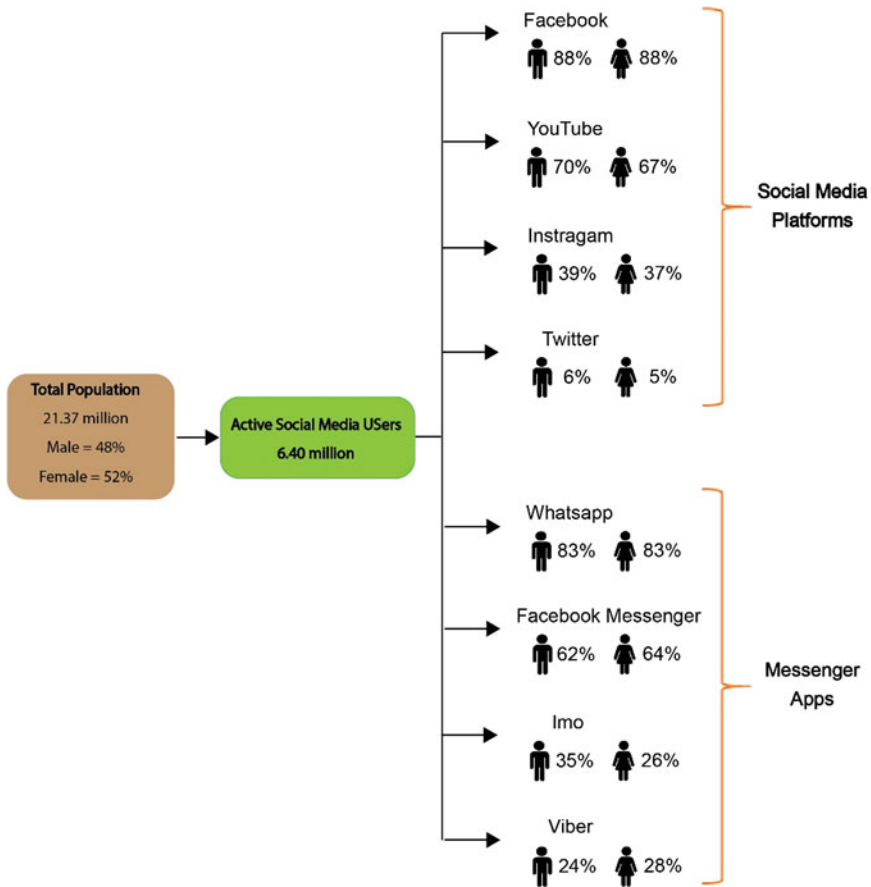 Total Population
21.37 million
Male = 48%
Female = 52%
Active Social Media USers
6.40 million
Facebook
88% 88%
YouTube
70% 67%
Instragam
39% 37%
Twitter
6% 5%
Social Media
Platforms
Whatsapp
83% 83%
Facebook Messenger
62% 64%
Imo
35% 26%
Viber
24% 28%
Messenger
Apps